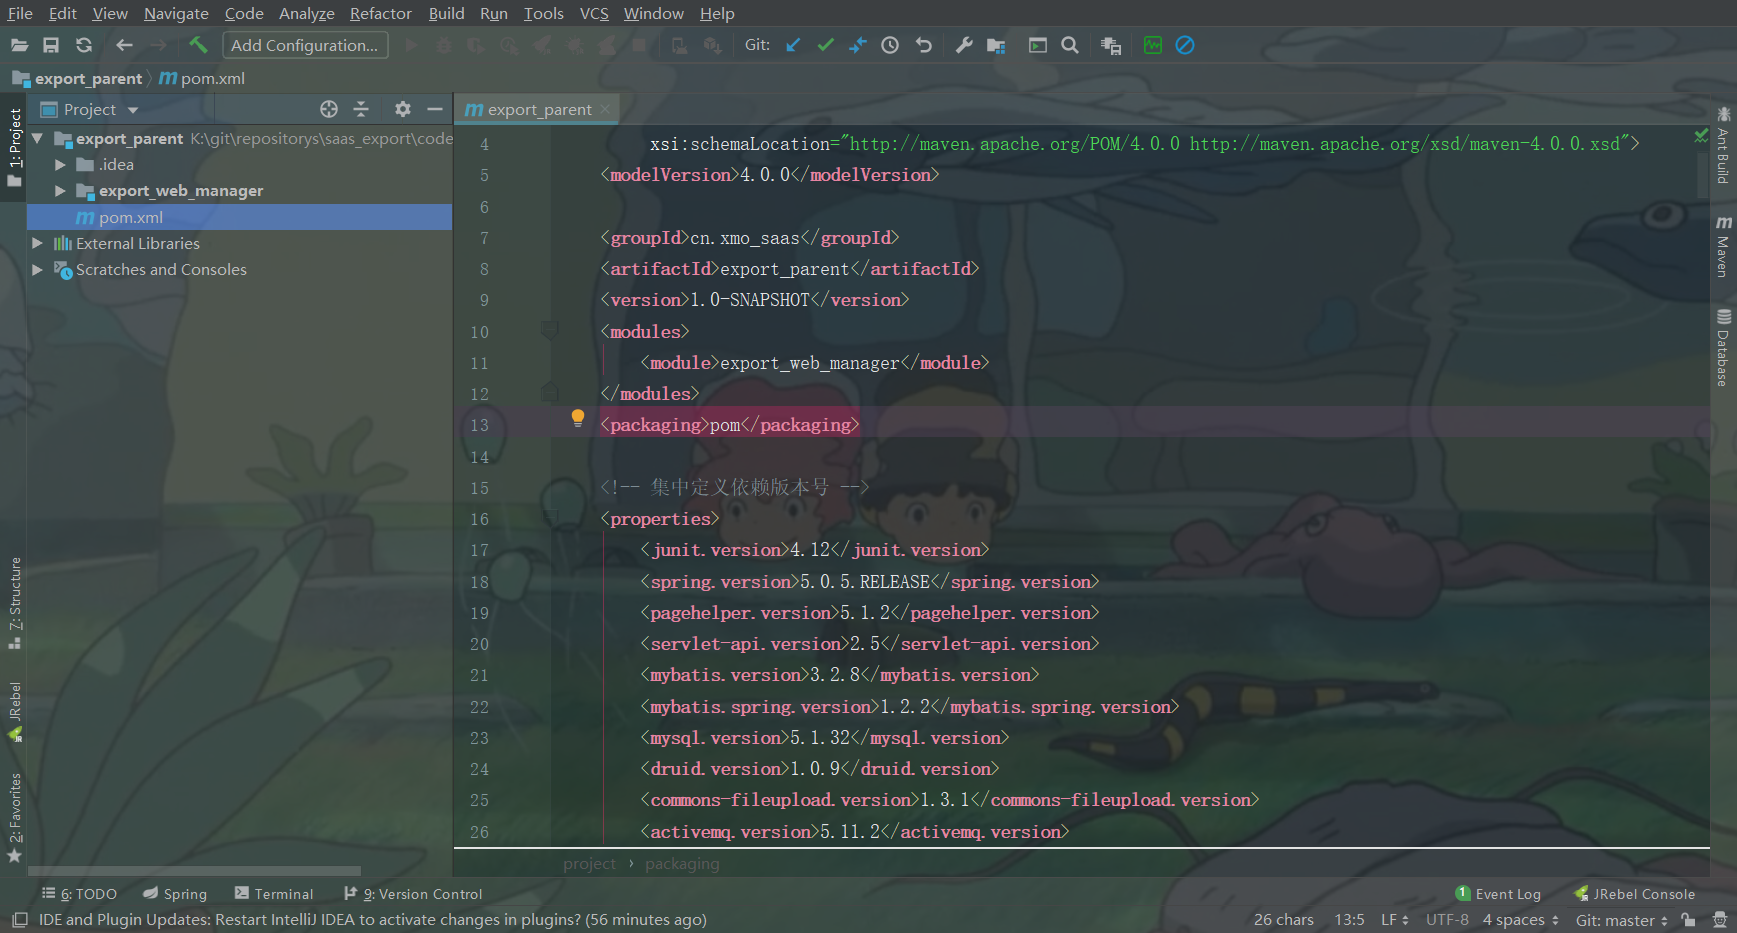 File Edit View Navigate Code Analyze Refactor Build Run Tools VCS Window Help
Add Configuration... Git:
export_parent pom.xml
1: Project
Project
export_parent K:\git\repositorys\saas_export\code
.idea
export_web_manager
pom.xml
External Libraries
Scratches and Consoles
7: Structure
JRebel
2: Favorites
export_parent
4 xsi:schemaLocation="http://maven.apache.org/POM/4.0.0 http://maven.apache.org/xsd/maven-4.0.0.xsd">
5 <modelVersion>4.0.0</modelVersion>
6
7 <groupId>cn.xmo_saas</groupId>
8 <artifactId>export_parent</artifactId>
9 <version>1.0-SNAPSHOT</version>
10 <modules>
11 <module>export_web_manager</module>
12 </modules>
13 <packaging>pom</packaging>
14
15 <!-- 集中定义依赖版本号 -->
16 <properties>
17 <junit.version>4.12</junit.version>
18 <spring.version>5.0.5.RELEASE</spring.version>
19 <pagehelper.version>5.1.2</pagehelper.version>
20 <servlet-api.version>2.5</servlet-api.version>
21 <mybatis.version>3.2.8</mybatis.version>
22 <mybatis.spring.version>1.2.2</mybatis.spring.version>
23 <mysql.version>5.1.32</mysql.version>
24 <druid.version>1.0.9</druid.version>
25 <commons-fileupload.version>1.3.1</commons-fileupload.version>
26 <activemq.version>5.11.2</activemq.version>
project › packaging
Ant Build
Maven
Database
6: TODO Spring Terminal 9: Version Control 1 Event Log JRebel Console
IDE and Plugin Updates: Restart IntelliJ IDEA to activate changes in plugins? (56 minutes ago) 26 chars 13:5 LF UTF-8 4 spaces Git: master